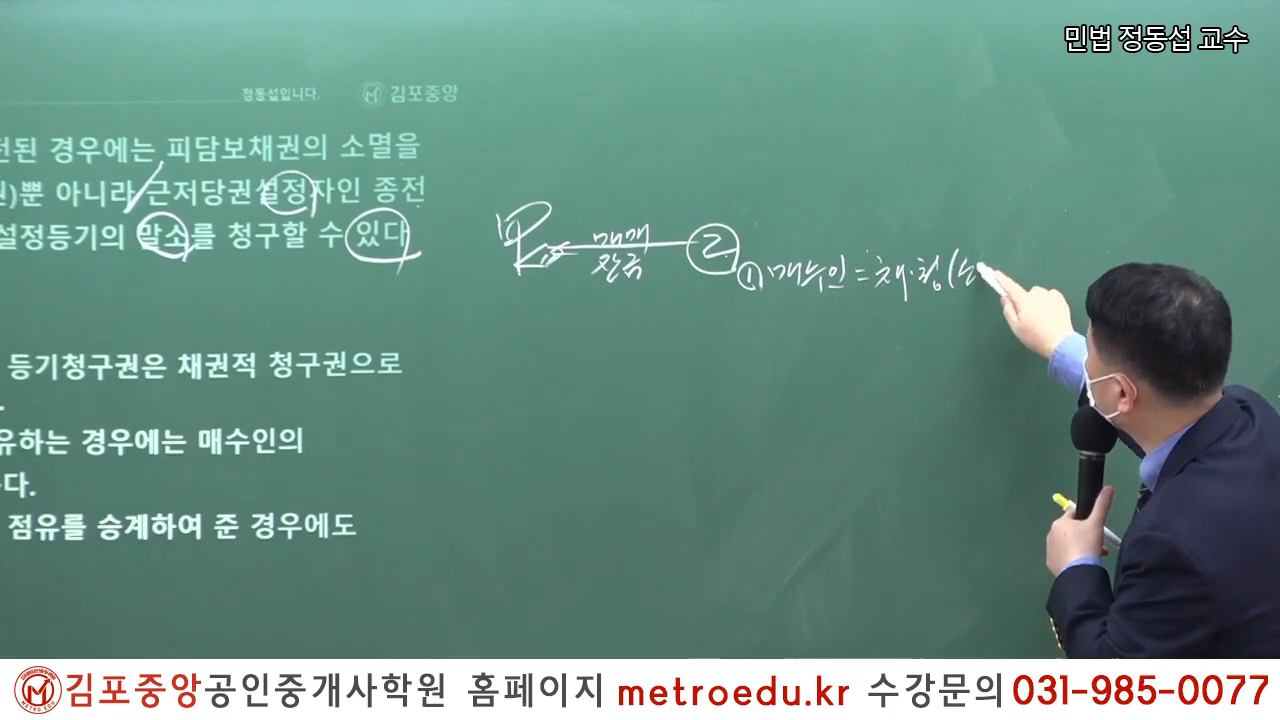 민법 정동섭 교수
정동섭입니다. 김포중앙
전된 경우에는 피담보채권의 소멸을
)뿐 아니라 근저당권설정자인 종전
설정등기의 말소를 청구할 수 있다
매매
잔금
2
① 매수인 = 채·청(소
등기청구권은 채권적 청구권으로
유하는 경우에는 매수인의
다.
점유를 승계하여 준 경우에도
김포중앙공인중개사학원 홈페이지 metroedu.kr 수강문의 031-985-0077